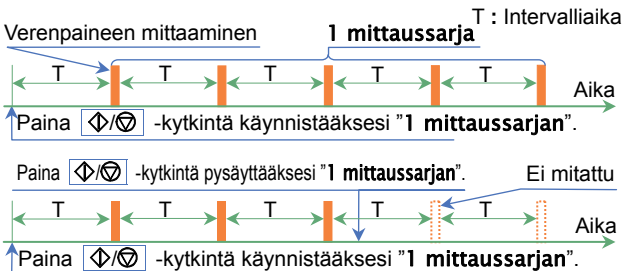 T : Intervalliaika
Verenpaineen mittaaminen 1 mittaussarja
T T T T T
Aika
Paina /  -kytkintä käynnistääksesi ”1 mittaussarjan”.
Paina /  -kytkintä pysäyttääksesi ”1 mittaussarjan”. Ei mitattu
T T T T T
Aika
Paina /  -kytkintä käynnistääksesi ”1 mittaussarjan”.